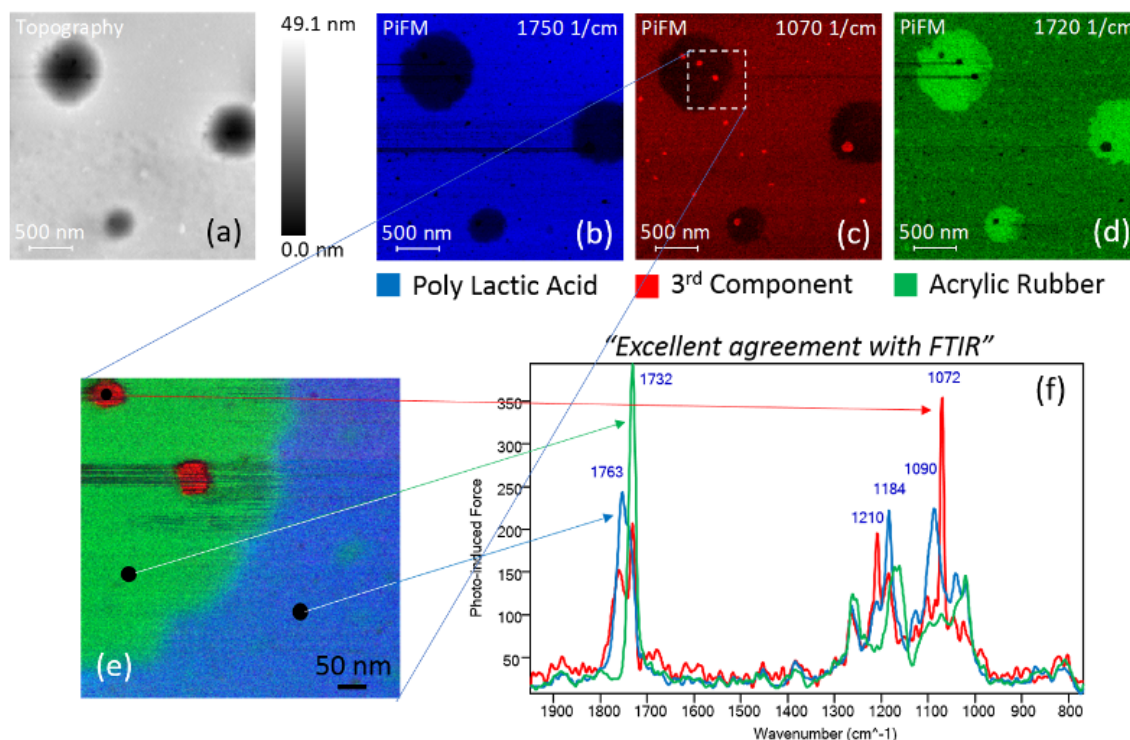 Topography
49.1 nm
0.0 nm
500 nm
(a)
PiFM 1750 1/cm
500 nm
(b)
PiFM 1070 1/cm
500 nm
(c)
PiFM 1720 1/cm
500 nm
(d)
Poly Lactic Acid
3rd Component
Acrylic Rubber
“Excellent agreement with FTIR”
(e)
50 nm
(f)
1732
1072
1763
1090
1184
1210
Photo-induced Force
350
300
250
200
150
100
50
1900 1800 1700 1600 1500 1400 1300 1200 1100 1000 900 800
Wavenumber (cm^-1)